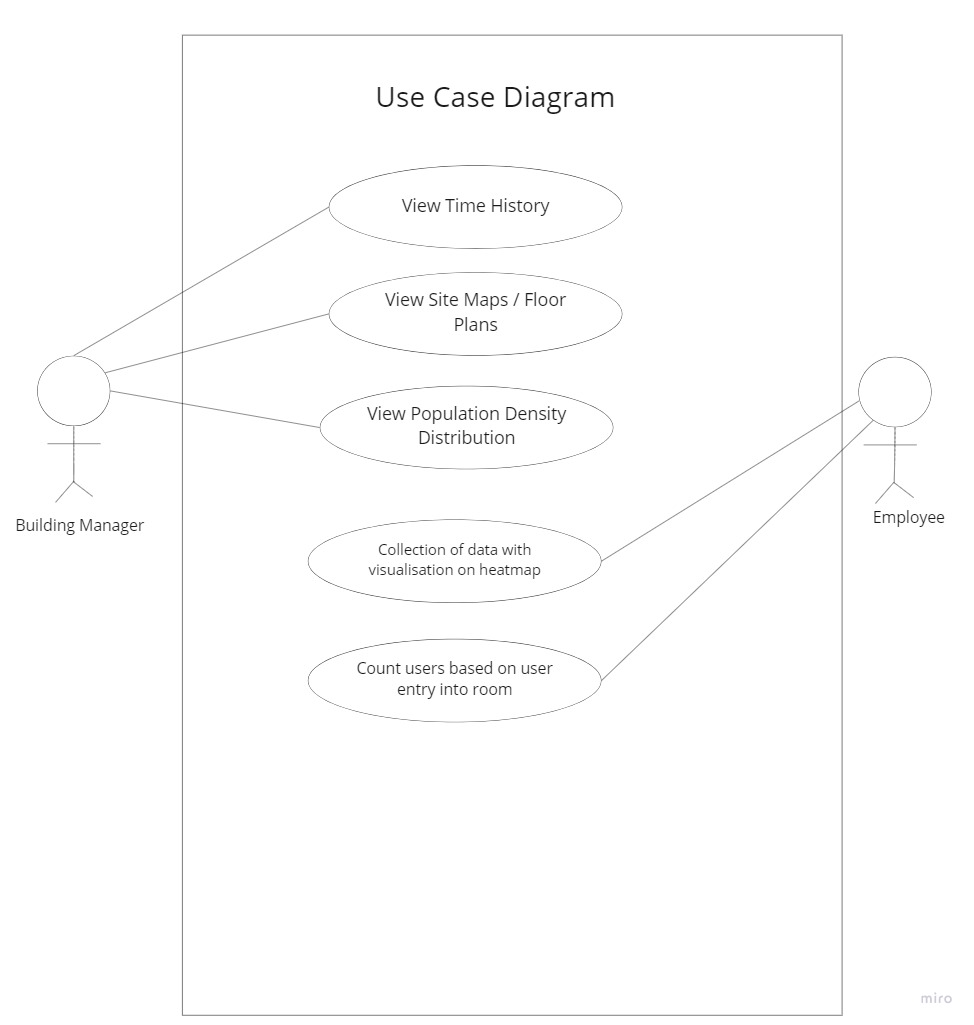 Use Case Diagram
View Time History
View Site Maps / Floor
Plans
View Population Density
Distribution
Building Manager
Employee
Collection of data with
visualisation on heatmap
Count users based on user
entry into room
miro